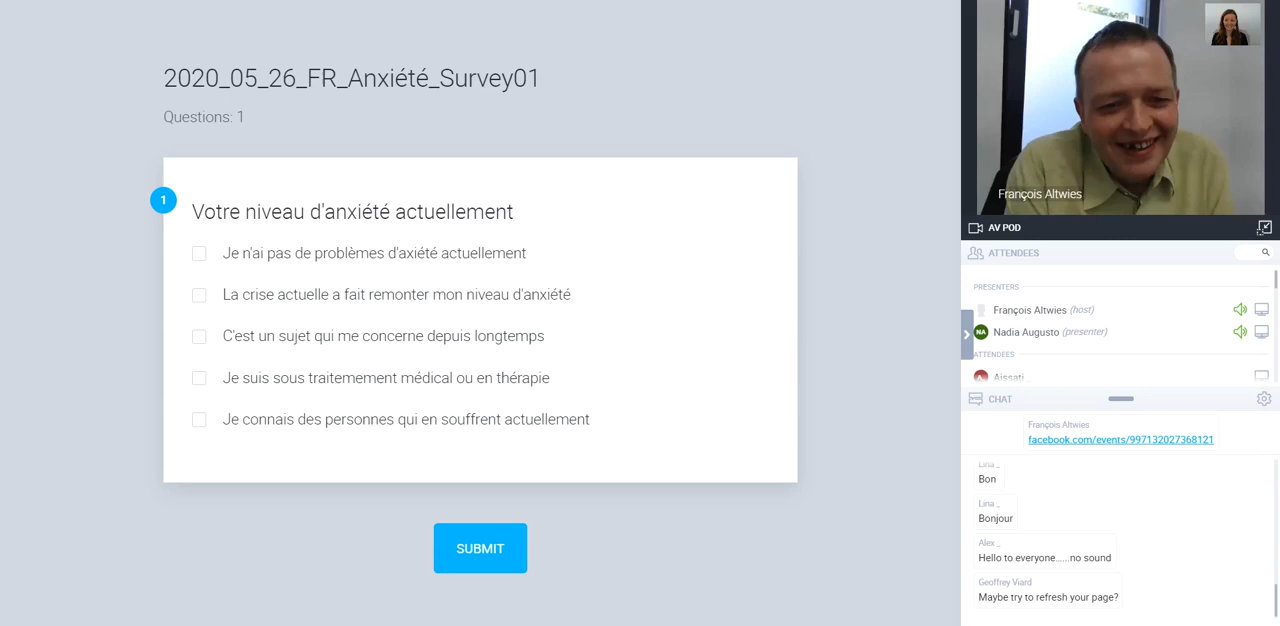 2020_05_26_FR_Anxiété_Survey01
Questions: 1
1
Votre niveau d'anxiété actuellement
Je n'ai pas de problèmes d'axiété actuellement
La crise actuelle a fait remonter mon niveau d'anxiété
C'est un sujet qui me concerne depuis longtemps
Je suis sous traitemement médical ou en thérapie
Je connais des personnes qui en souffrent actuellement
SUBMIT
François Altwies
AV POD
ATTENDEES
PRESENTERS
François Altwies (host)
NA Nadia Augusto (presenter)
ATTENDEES
Aissati
CHAT
François Altwies
facebook.com/events/997132027368121
Lina _
Bon
Lina _
Bonjour
Alex _
Hello to everyone......no sound
Geoffrey Viard
Maybe try to refresh your page?